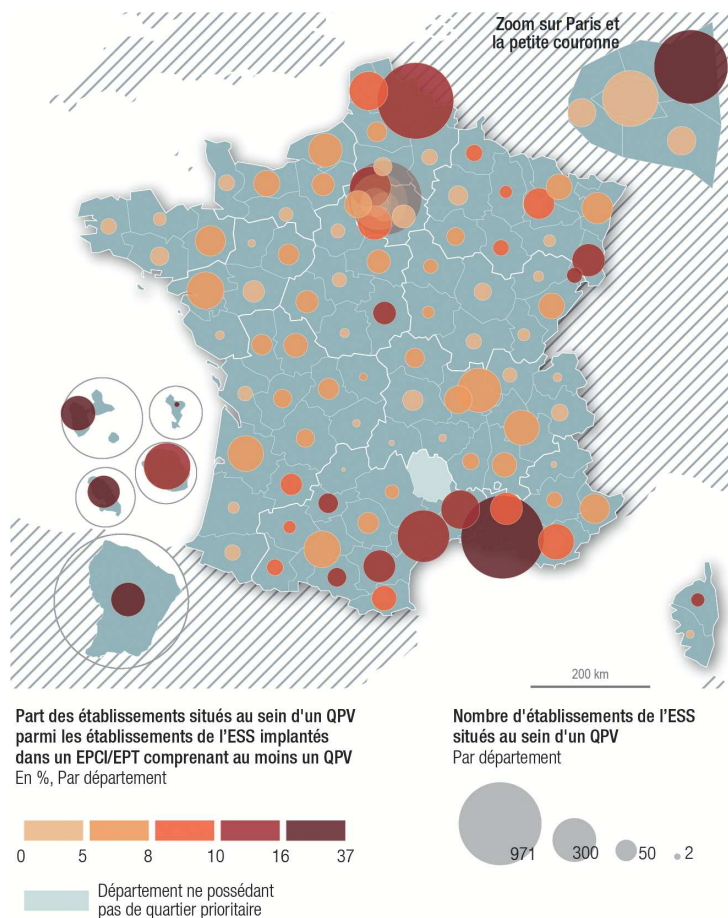 Zoom sur Paris et
la petite couronne
200 km
Part des établissements situés au sein d'un QPV
parmi les établissements de l'ESS implantés
dans un EPCI/EPT comprenant au moins un QPV
En %, Par département
0 5 8 10 16 37
Département ne possédant
pas de quartier prioritaire
Nombre d'établissements de l'ESS
situés au sein d'un QPV
Par département
971 300 50 2